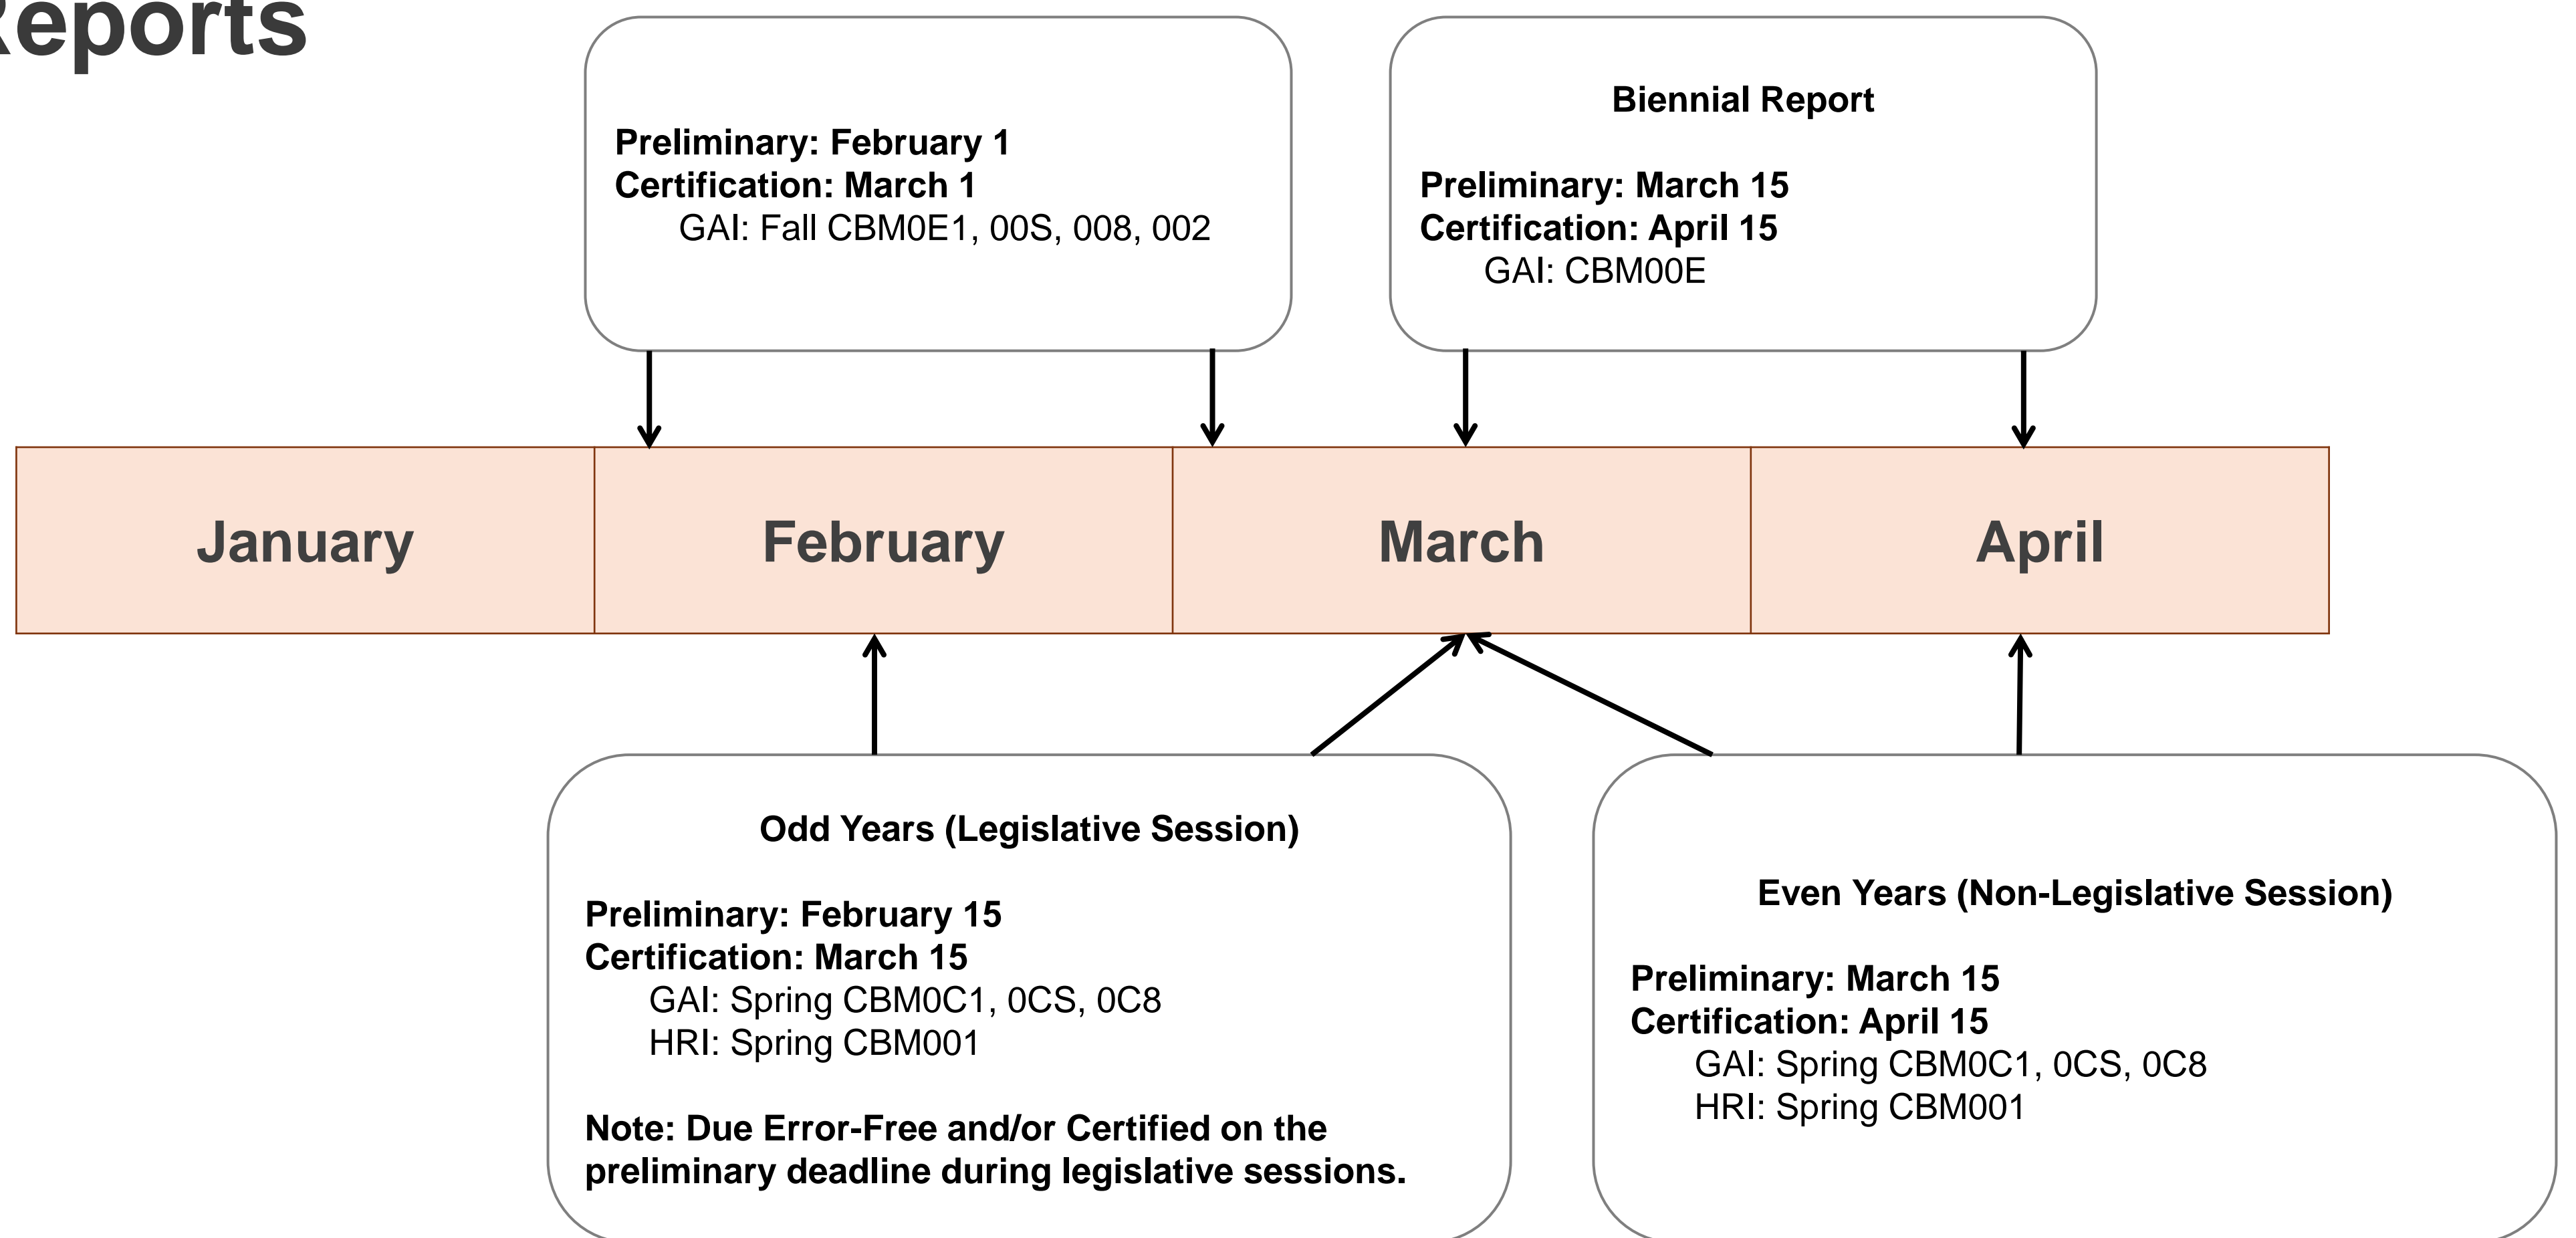 Reports
Preliminary: February 1
Certification: March 1
GAI: Fall CBM0E1, 00S, 008, 002
Biennial Report
Preliminary: March 15
Certification: April 15
GAI: CBM00E
January
February
March
April
Odd Years (Legislative Session)
Preliminary: February 15
Certification: March 15
GAI: Spring CBM0C1, 0CS, 0C8
HRI: Spring CBM001
Note: Due Error-Free and/or Certified on the
preliminary deadline during legislative sessions.
Even Years (Non-Legislative Session)
Preliminary: March 15
Certification: April 15
GAI: Spring CBM0C1, 0CS, 0C8
HRI: Spring CBM001